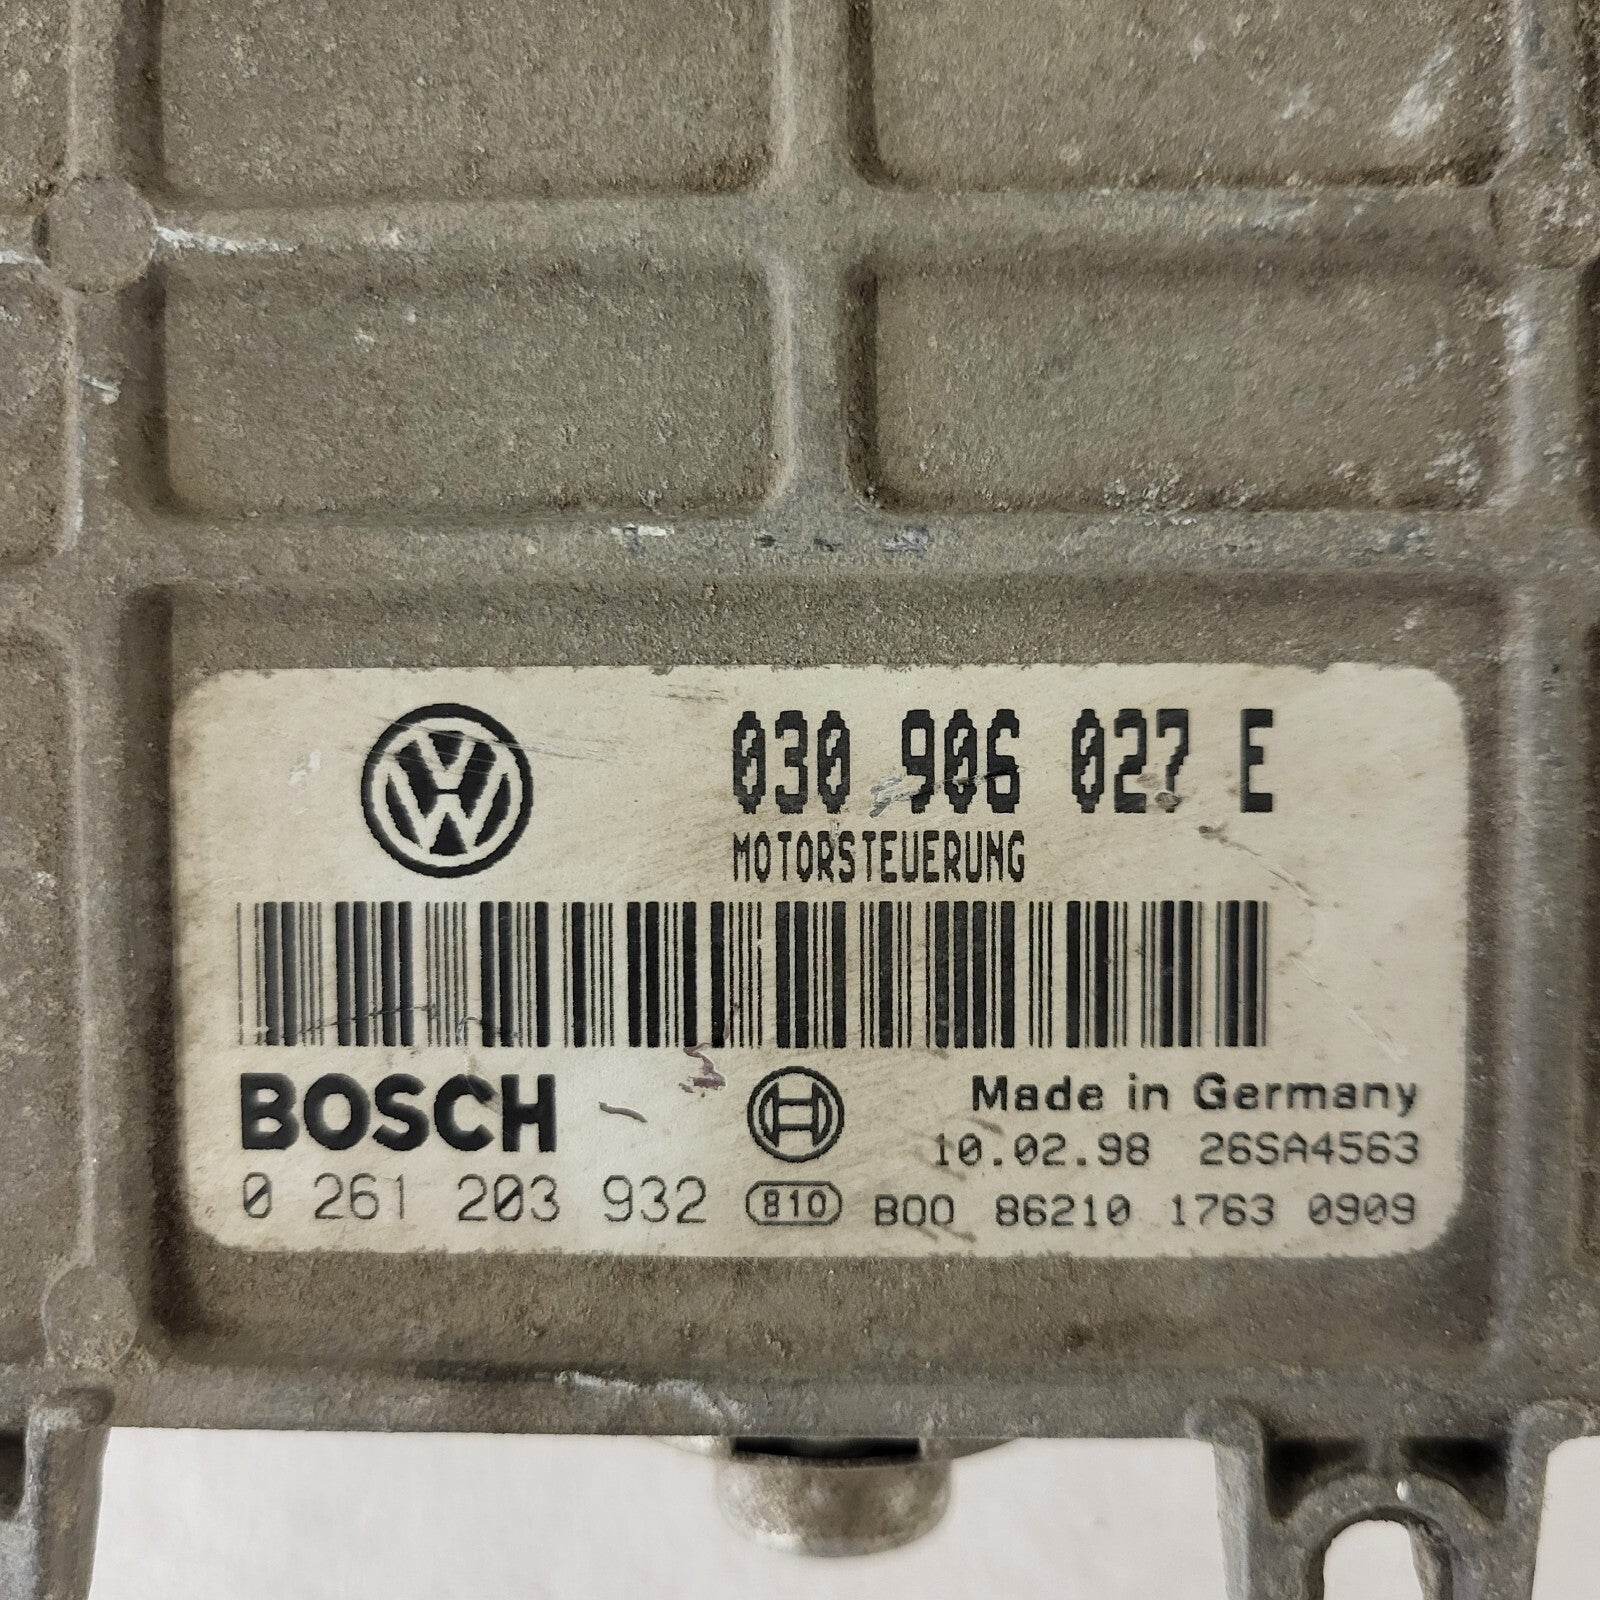 030 906 027 E
MOTORSTEUERUNG
BOSCH
Made in Germany
10.02.98 26SA4563
0 261 203 932 810 B00 86210 1763 0909